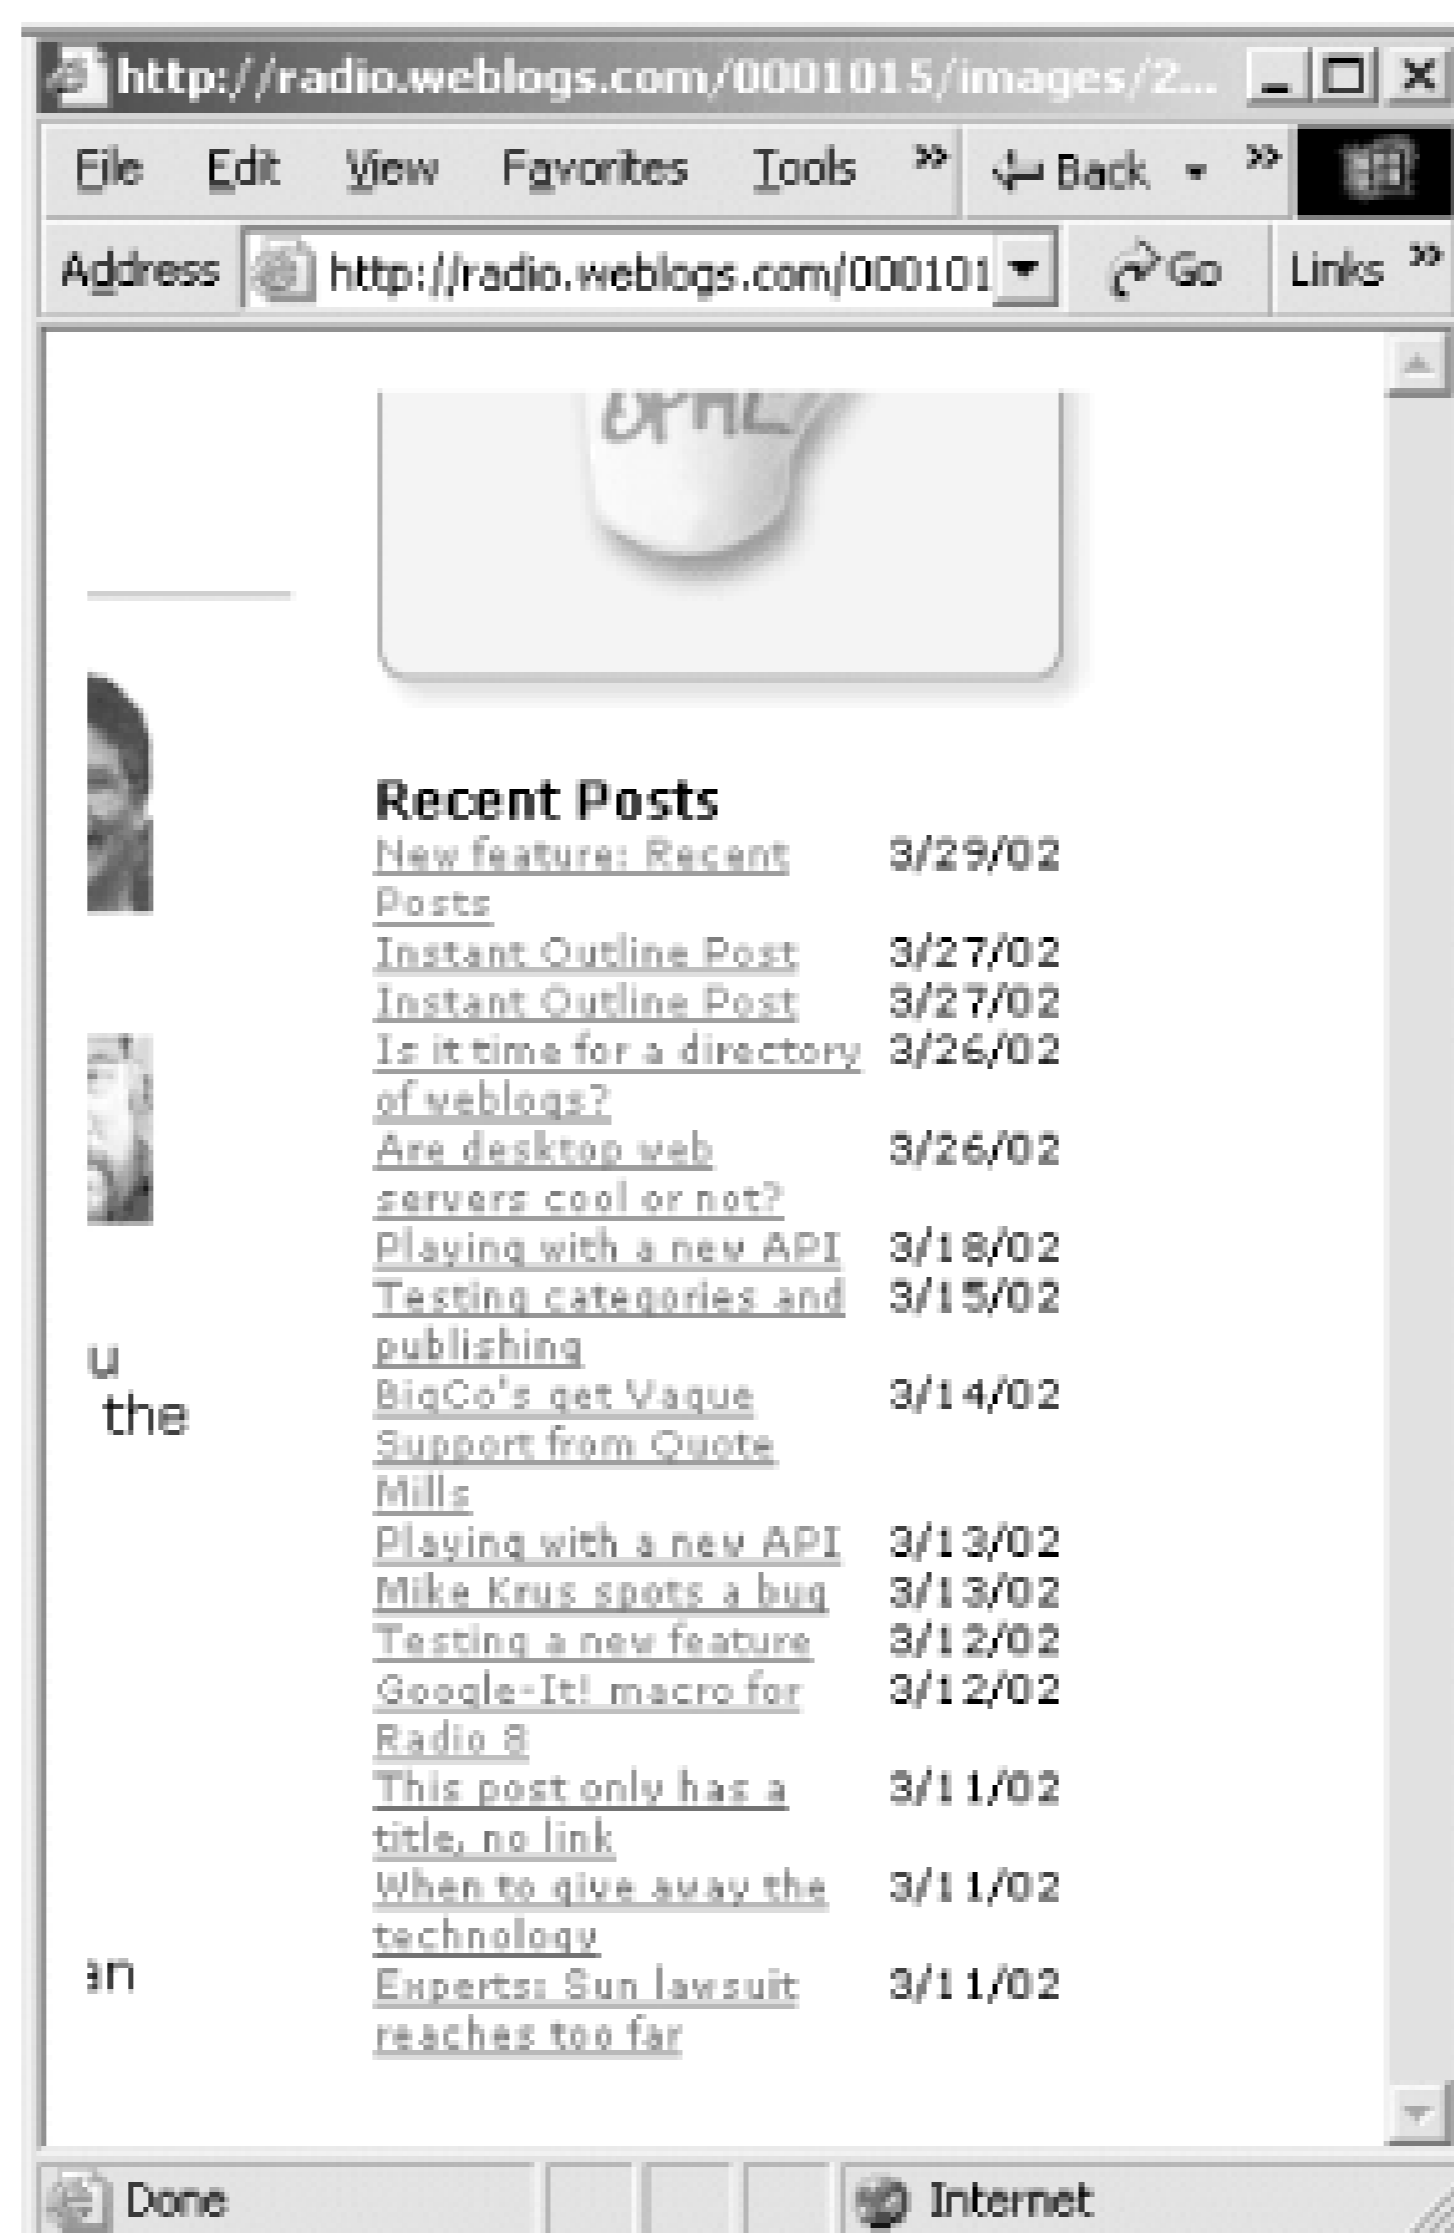 http://radio.weblogs.com/0001015/images/2...
File Edit View Favorites Tools » Back »
Address http://radio.weblogs.com/000101 Go Links »
OPML
Recent Posts
New feature: Recent 3/29/02
Posts
Instant Outline Post 3/27/02
Instant Outline Post 3/27/02
Is it time for a directory 3/26/02
of weblogs?
Are desktop web 3/26/02
servers cool or not?
Playing with a new API 3/18/02
Testing categories and 3/15/02
publishing
u
BigCo's get Vague 3/14/02
the
Support from Quote
Mills
Playing with a new API 3/13/02
Mike Krus spots a bug 3/13/02
Testing a new feature 3/12/02
Google-It! macro for 3/12/02
Radio 8
This post only has a 3/11/02
title, no link
When to give away the 3/11/02
technology
an
Experts: Sun lawsuit 3/11/02
reaches too far
Done Internet